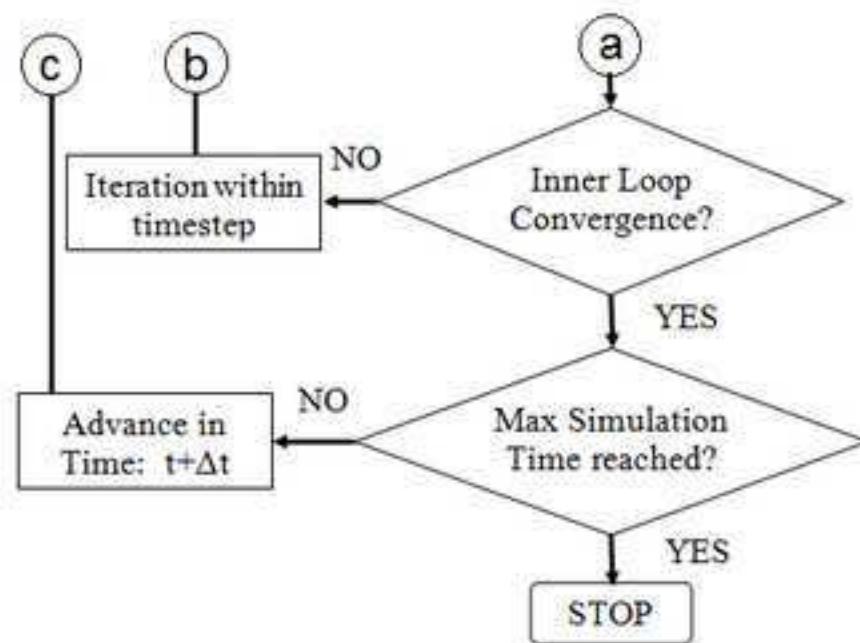 c
b
a
NO
Iteration within
timestep
Inner Loop
Convergence?
YES
NO
Advance in
Time: t+Δt
Max Simulation
Time reached?
YES
STOP